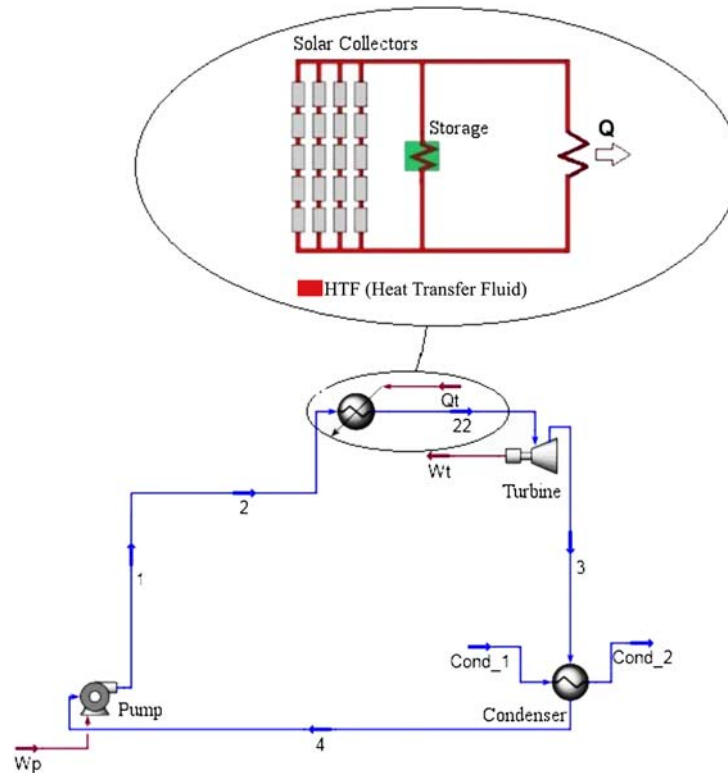 Solar Collectors
Storage
Q
HTF (Heat Transfer Fluid)
Qt
22
Wt
Turbine
2
1
3
Cond_1
Cond_2
Pump
Condenser
4
Wp